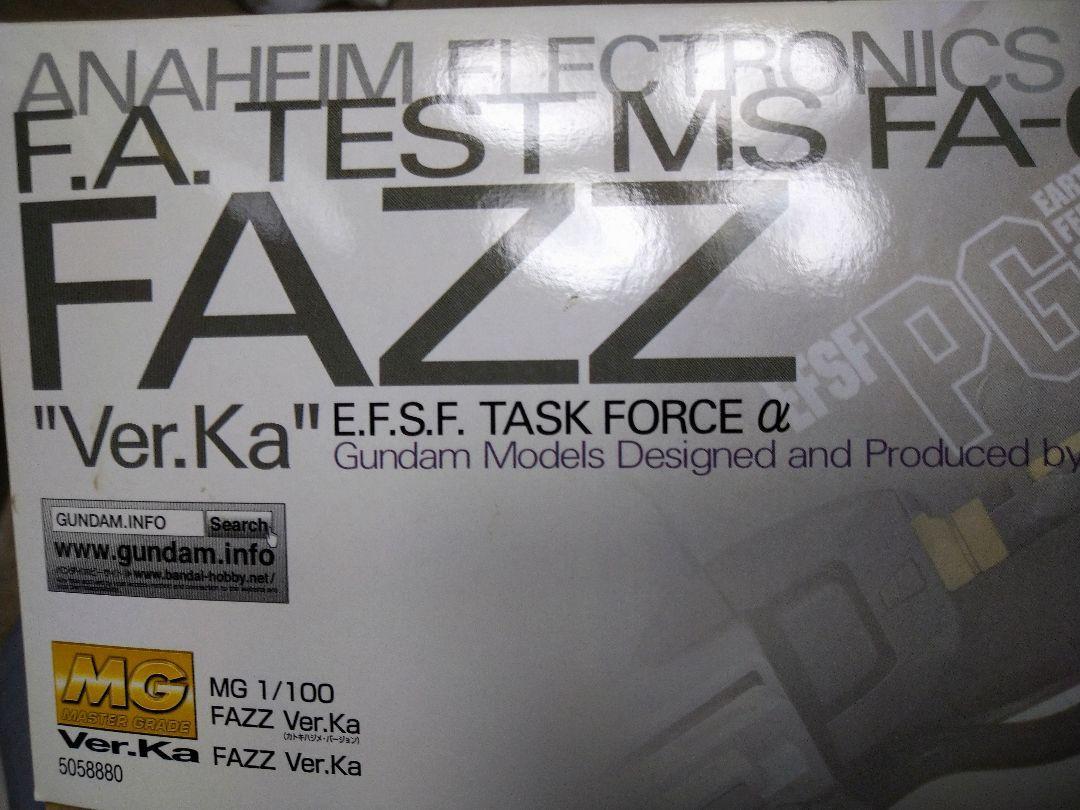 ANAHEIM ELECTRONICS
F.A. TEST MS FA-
FAZZ
"Ver.Ka"
E.F.S.F. TASK FORCE α
Gundam Models Designed and Produced by
EFSF
PG
GUNDAM.INFO Search
www.gundam.info
www.bandai-hobby.net/
MG
MASTER GRADE
Ver.Ka
5058880
MG 1/100
FAZZ Ver.Ka
(カトキハジメ・バージョン)
FAZZ Ver.Ka